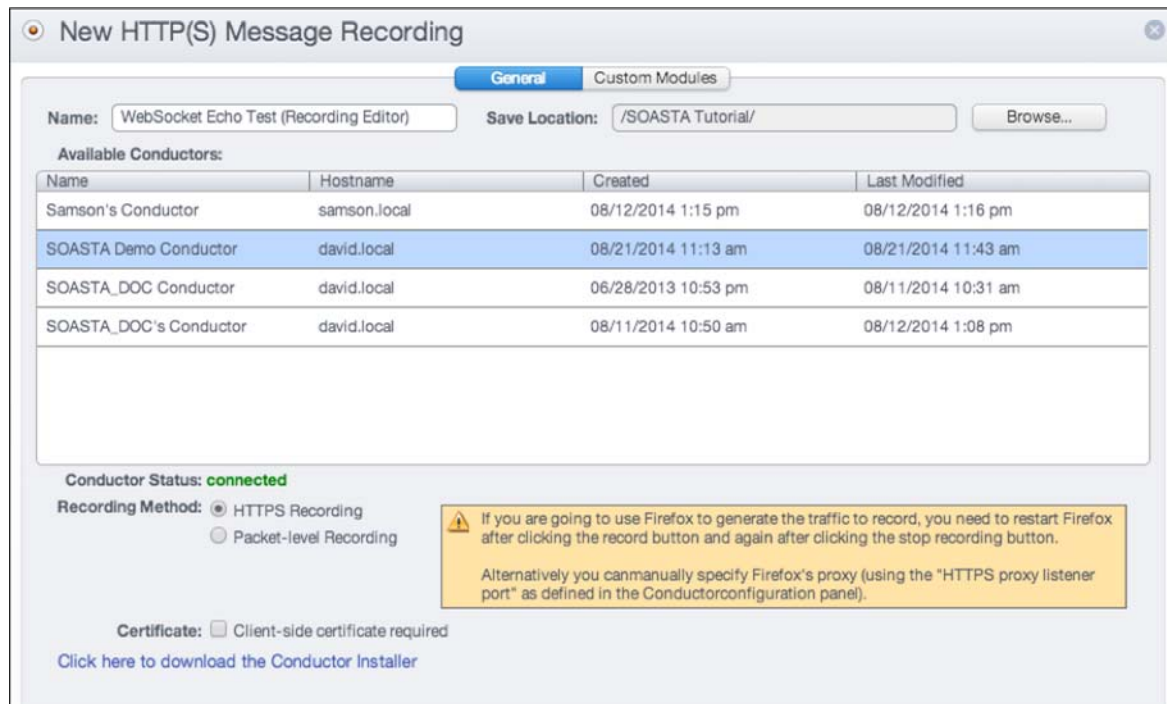 New HTTP(S) Message Recording
General Custom Modules
Name: WebSocket Echo Test (Recording Editor) Save Location: /SOASTA Tutorial/ Browse...
Available Conductors:
Name Hostname Created Last Modified
Samson's Conductor samson.local 08/12/2014 1:15 pm 08/12/2014 1:16 pm
SOASTA Demo Conductor david.local 08/21/2014 11:13 am 08/21/2014 11:43 am
SOASTA_DOC Conductor david.local 06/28/2013 10:53 pm 08/11/2014 10:31 am
SOASTA_DOC's Conductor david.local 08/11/2014 10:50 am 08/12/2014 1:08 pm
Conductor Status: connected
Recording Method: HTTPS Recording
Packet-level Recording
If you are going to use Firefox to generate the traffic to record, you need to restart Firefox
after clicking the record button and again after clicking the stop recording button.
Alternatively you canmanually specify Firefox's proxy (using the "HTTPS proxy listener
port" as defined in the Conductorconfiguration panel).
Certificate: Client-side certificate required
Click here to download the Conductor Installer